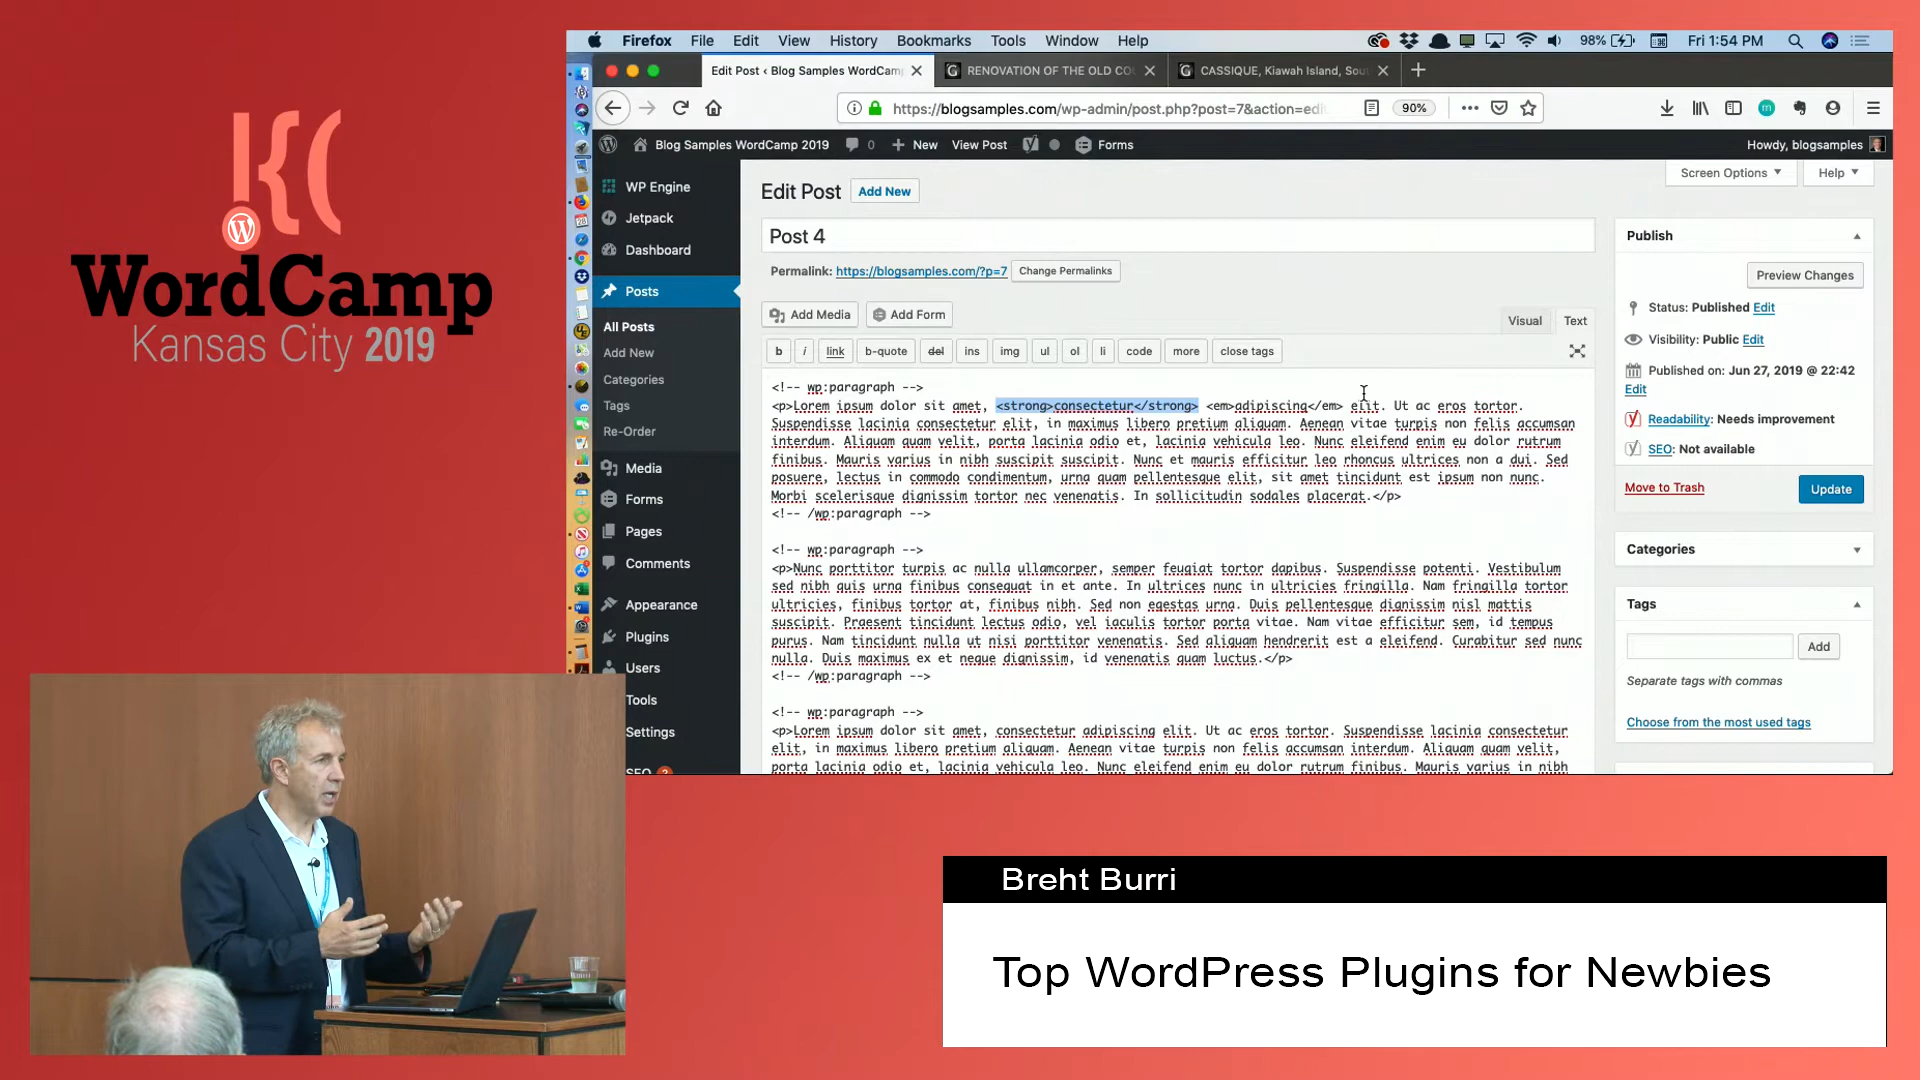 WordCamp
Kansas City 2019
Firefox File Edit View History Bookmarks Tools Window Help
98% Fri 1:54 PM
Edit Post ‹ Blog Samples WordCamp
RENOVATION OF THE OLD CO
CASSIQUE, Kiawah Island, Sou
https://blogsamples.com/wp-admin/post.php?post=7&action=edi
90%
Blog Samples WordCamp 2019 0 New View Post Forms
Howdy, blogsamples
WP Engine
Jetpack
Dashboard
Posts
All Posts
Add New
Categories
Tags
Re-Order
Media
Forms
Pages
Comments
Appearance
Plugins
Users
Tools
Settings
SEO
Screen Options Help
Edit Post Add New
Post 4
Permalink: https://blogsamples.com/?p=7 Change Permalinks
Add Media Add Form
Visual Text
b i link b-quote del ins img ul ol li code more close tags
<!-- wp:paragraph -->
<p>Lorem ipsum dolor sit amet, <strong>consectetur</strong> <em>adipiscing</em> elit. Ut ac eros tortor.
Suspendisse lacinia consectetur elit, in maximus libero pretium aliquam. Aenean vitae turpis non felis accumsan
interdum. Aliquam quam velit, porta lacinia odio et, lacinia vehicula leo. Nunc eleifend enim eu dolor rutrum
finibus. Mauris varius in nibh suscipit suscipit. Nunc et mauris efficitur leo rhoncus ultrices non a dui. Sed
posuere, lectus in commodo condimentum, urna quam pellentesque elit, sit amet tincidunt est ipsum non nunc.
Morbi scelerisque dignissim tortor nec venenatis. In sollicitudin sodales placerat.</p>
<!-- /wp:paragraph -->
<!-- wp:paragraph -->
<p>Nunc porttitor turpis ac nulla ullamcorper, semper feugiat tortor dapibus. Suspendisse potenti. Vestibulum
sed nibh quis urna finibus consequat in et ante. In ultrices nunc in ultricies fringilla. Nam fringilla tortor
ultricies, finibus tortor at, finibus nibh. Sed non egestas urna. Duis pellentesque dignissim nisl mattis
suscipit. Praesent tincidunt lectus odio, vel iaculis tortor porta vitae. Nam vitae efficitur sem, id tempus
purus. Nam tincidunt nulla ut nisi porttitor venenatis. Sed aliquam hendrerit est a eleifend. Curabitur sed nunc
nulla. Duis maximus ex et neque dignissim, id venenatis quam luctus.</p>
<!-- /wp:paragraph -->
<!-- wp:paragraph -->
<p>Lorem ipsum dolor sit amet, consectetur adipiscing elit. Ut ac eros tortor. Suspendisse lacinia consectetur
elit, in maximus libero pretium aliquam. Aenean vitae turpis non felis accumsan interdum. Aliquam quam velit,
porta lacinia odio et, lacinia vehicula leo. Nunc eleifend enim eu dolor rutrum finibus. Mauris varius in nibh
Publish
Preview Changes
Status: Published Edit
Visibility: Public Edit
Published on: Jun 27, 2019 @ 22:42
Edit
Readability: Needs improvement
SEO: Not available
Move to Trash Update
Categories
Tags
Add
Separate tags with commas
Choose from the most used tags
Breht Burri
Top WordPress Plugins for Newbies